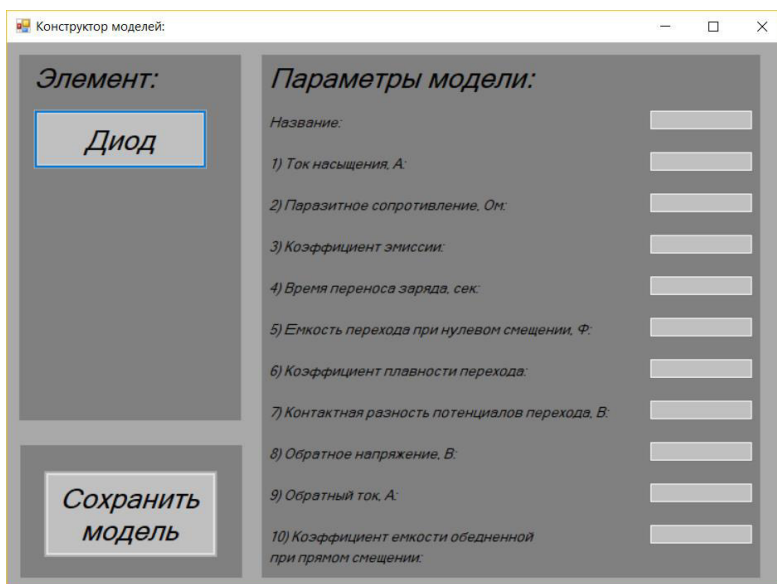 Конструктор моделей:
Элемент:
Диод
Сохранить
модель
Параметры модели:
Название:
1) Ток насыщения, А:
2) Паразитное сопротивление, Ом:
3) Коэффициент эмиссии:
4) Время переноса заряда, сек:
5) Емкость перехода при нулевом смещении, Ф:
6) Коэффициент плавности перехода:
7) Контактная разность потенциалов перехода, В:
8) Обратное напряжение, В:
9) Обратный ток, А:
10) Коэффициент емкости обедненной
при прямом смещении: